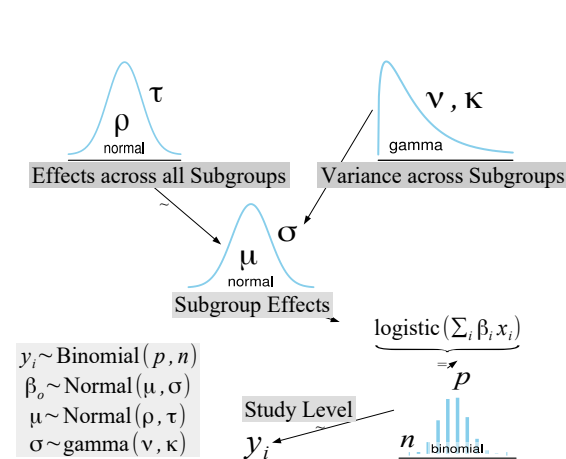 τ
ν , κ
ρ
normal
gamma
Effects across all Subgroups
Variance across Subgroups
~
σ
μ
normal
Subgroup Effects
logistic(∑ᵢ βᵢ xᵢ)
=
p
yᵢ ~ Binomial(p , n)
βₒ ~ Normal(μ , σ)
μ ~ Normal(ρ , τ)
σ ~ gamma(ν , κ)
Study Level
~
yᵢ
n
binomial